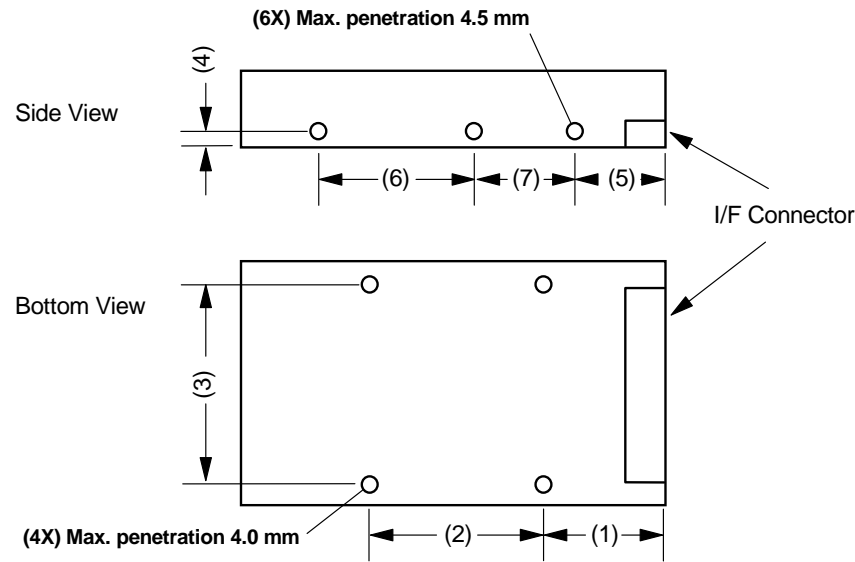 (6X) Max. penetration 4.5 mm
(4)
Side View
(6)
(7)
(5)
I/F Connector
Bottom View
(3)
(4X) Max. penetration 4.0 mm
(2)
(1)